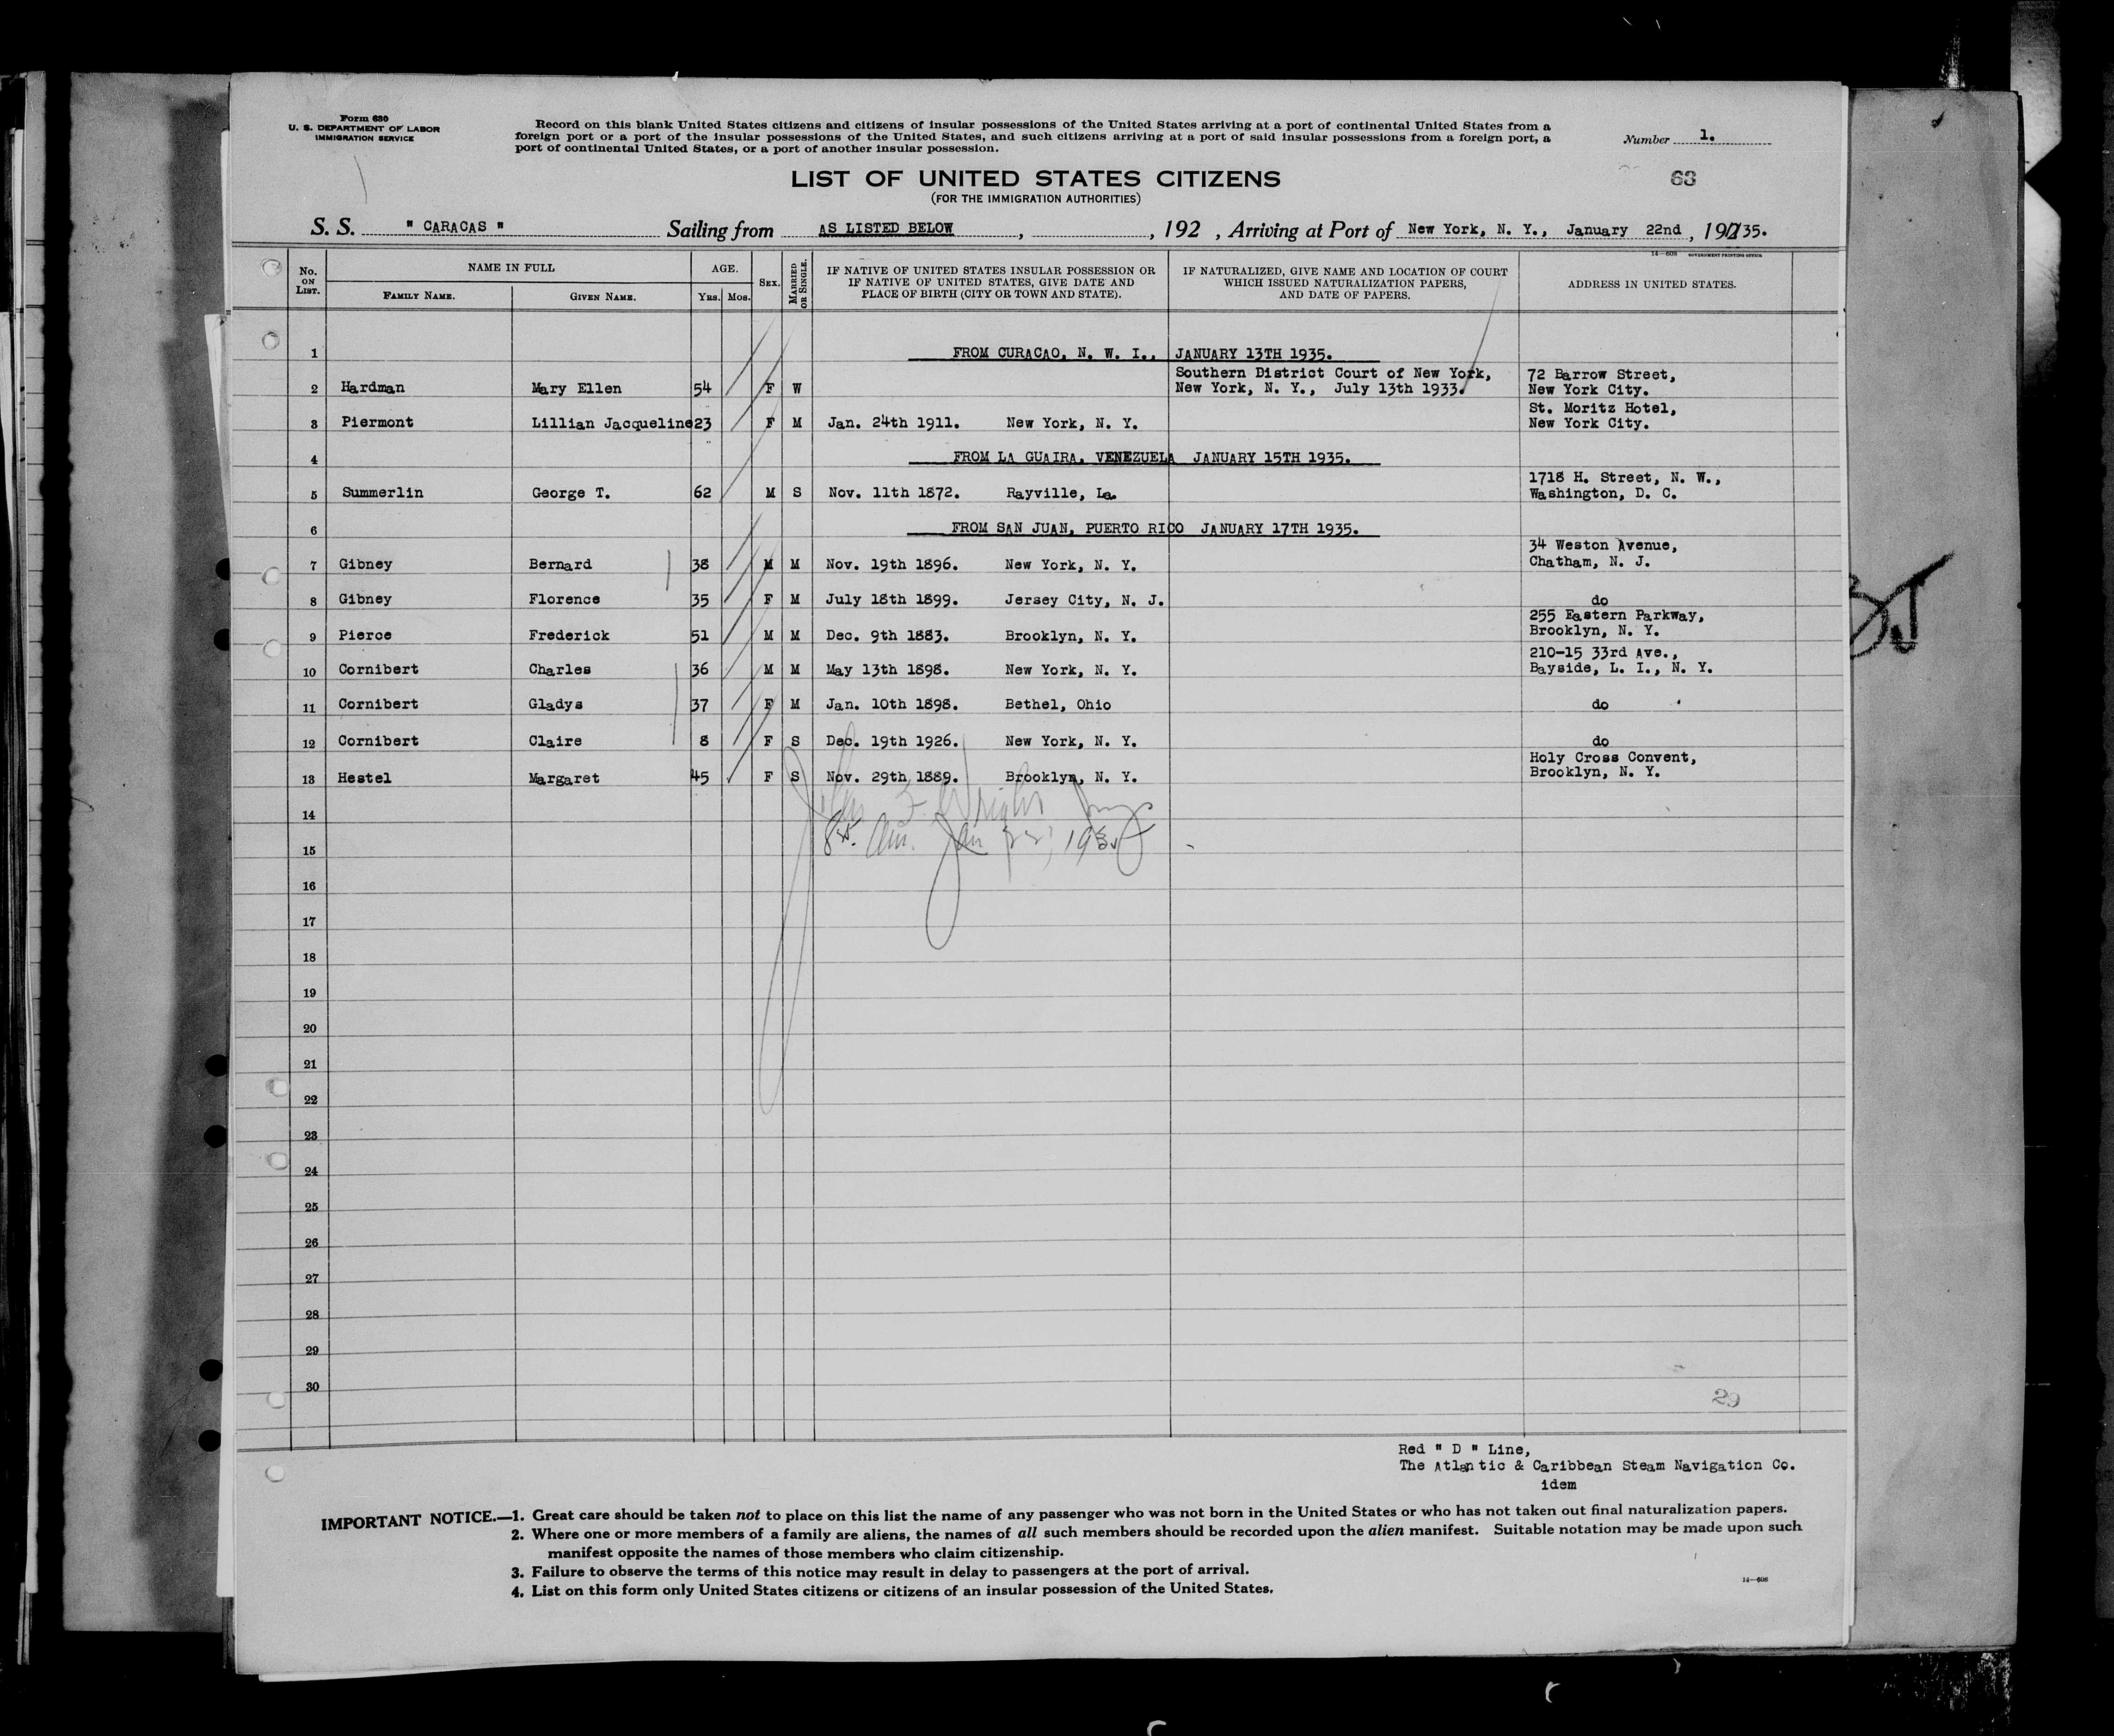 Form 630
U. S. DEPARTMENT OF LABOR
IMMIGRATION SERVICE
Record on this blank United States citizens and citizens of insular possessions of the United States arriving at a port of continental United States from a
foreign port or a port of the insular possessions of the United States, and such citizens arriving at a port of said insular possessions from a foreign port, a
port of continental United States, or a port of another insular possession.
Number 1.
63
LIST OF UNITED STATES CITIZENS
(FOR THE IMMIGRATION AUTHORITIES)
S. S. " CARACAS " Sailing from AS LISTED BELOW , , 192 , Arriving at Port of New York, N. Y., January 22nd , 1935.
14—608 GOVERNMENT PRINTING OFFICE
No. ON LIST. NAME IN FULL FAMILY NAME. GIVEN NAME. AGE. YRS. MOS. SEX. MARRIED OR SINGLE. IF NATIVE OF UNITED STATES INSULAR POSSESSION OR IF NATIVE OF UNITED STATES, GIVE DATE AND PLACE OF BIRTH (CITY OR TOWN AND STATE). IF NATURALIZED, GIVE NAME AND LOCATION OF COURT WHICH ISSUED NATURALIZATION PAPERS, AND DATE OF PAPERS. ADDRESS IN UNITED STATES.
1 FROM CURACAO, N. W. I., JANUARY 13TH 1935.
2 Hardman Mary Ellen 54 F W Southern District Court of New York, New York, N. Y., July 13th 1933. 72 Barrow Street, New York City.
3 Piermont Lillian Jacqueline 23 F M Jan. 24th 1911. New York, N. Y. St. Moritz Hotel, New York City.
4 FROM LA GUAIRA, VENEZUELA JANUARY 15TH 1935.
5 Summerlin George T. 62 M S Nov. 11th 1872. Rayville, La. 1718 H. Street, N. W., Washington, D. C.
6 FROM SAN JUAN, PUERTO RICO JANUARY 17TH 1935.
7 Gibney Bernard 38 M M Nov. 19th 1896. New York, N. Y. 34 Weston Avenue, Chatham, N. J.
8 Gibney Florence 35 F M July 18th 1899. Jersey City, N. J. do
9 Pierce Frederick 51 M M Dec. 9th 1883. Brooklyn, N. Y. 255 Eastern Parkway, Brooklyn, N. Y.
10 Cornibert Charles 36 M M May 13th 1898. New York, N. Y. 210-15 33rd Ave., Bayside, L. I., N. Y.
11 Cornibert Gladys 37 F M Jan. 10th 1898. Bethel, Ohio do
12 Cornibert Claire 8 F S Dec. 19th 1926. New York, N. Y. do
13 Hestel Margaret 45 F S Nov. 29th 1889. Brooklyn, N. Y. Holy Cross Convent, Brooklyn, N. Y.
14 Wright
15 Jan 1935
16
17
18
19
20
21
22
23
24
25
26
27
28
29
30
29
Red " D " Line,
The Atlantic & Caribbean Steam Navigation Co.
idem
IMPORTANT NOTICE.—1. Great care should be taken not to place on this list the name of any passenger who was not born in the United States or who has not taken out final naturalization papers.
2. Where one or more members of a family are aliens, the names of all such members should be recorded upon the alien manifest. Suitable notation may be made upon such
manifest opposite the names of those members who claim citizenship.
3. Failure to observe the terms of this notice may result in delay to passengers at the port of arrival.
4. List on this form only United States citizens or citizens of an insular possession of the United States.
14—608